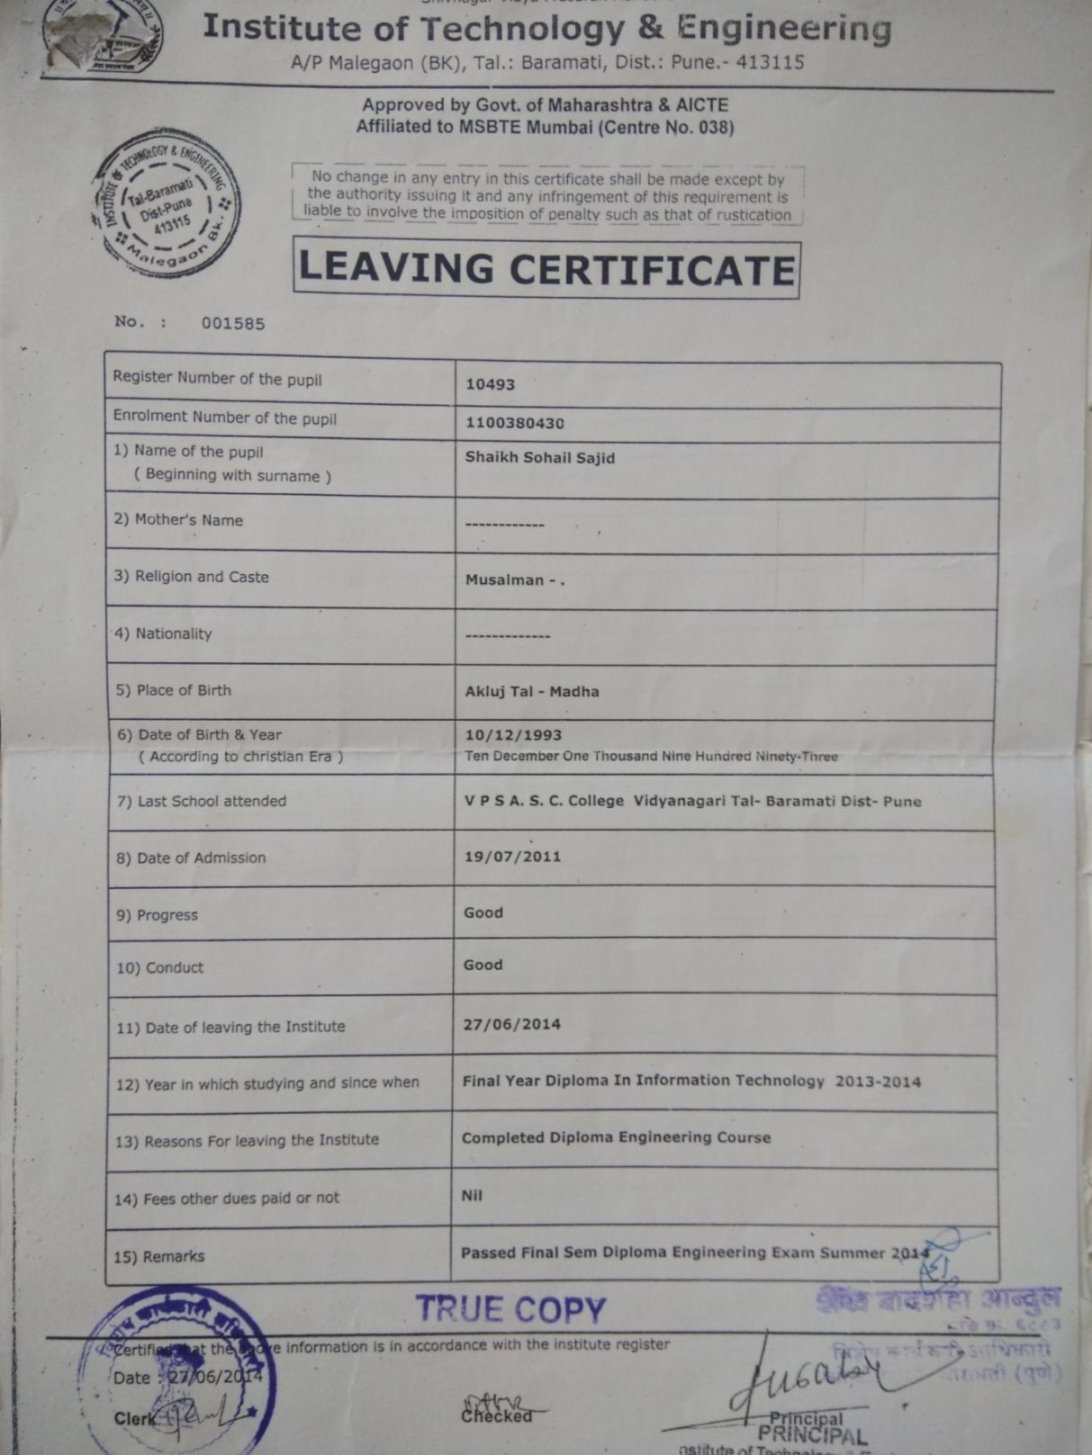 Institute of Technology & Engineering
A/P Malegaon (BK), Tal.: Baramati, Dist.: Pune.- 413115
Approved by Govt. of Maharashtra & AICTE
Affiliated to MSBTE Mumbai (Centre No. 038)
INSTITUTE OF TECHNOLOGY & ENGINEERING
Tal-Baramati
Dist-Pune
413115
Malegaon Bk.
No change in any entry in this certificate shall be made except by
the authority issuing it and any infringement of this requirement is
liable to involve the imposition of penalty such as that of rustication
LEAVING CERTIFICATE
No. : 001585
Register Number of the pupil 10493
Enrolment Number of the pupil 1100380430
1) Name of the pupil Shaikh Sohail Sajid
( Beginning with surname )
2) Mother's Name ------------
3) Religion and Caste Musalman - .
4) Nationality -------------
5) Place of Birth Akluj Tal - Madha
6) Date of Birth & Year 10/12/1993
( According to christian Era ) Ten December One Thousand Nine Hundred Ninety-Three
7) Last School attended V P S A. S. C. College Vidyanagari Tal- Baramati Dist- Pune
8) Date of Admission 19/07/2011
9) Progress Good
10) Conduct Good
11) Date of leaving the Institute 27/06/2014
12) Year in which studying and since when Final Year Diploma In Information Technology 2013-2014
13) Reasons For leaving the Institute Completed Diploma Engineering Course
14) Fees other dues paid or not Nil
15) Remarks Passed Final Sem Diploma Engineering Exam Summer 2014
TRUE COPY
बादशहा आब्दुल
Certified that the above information is in accordance with the institute register
Date : 27/06/2014
Clerk
Checked
Principal
PRINCIPAL